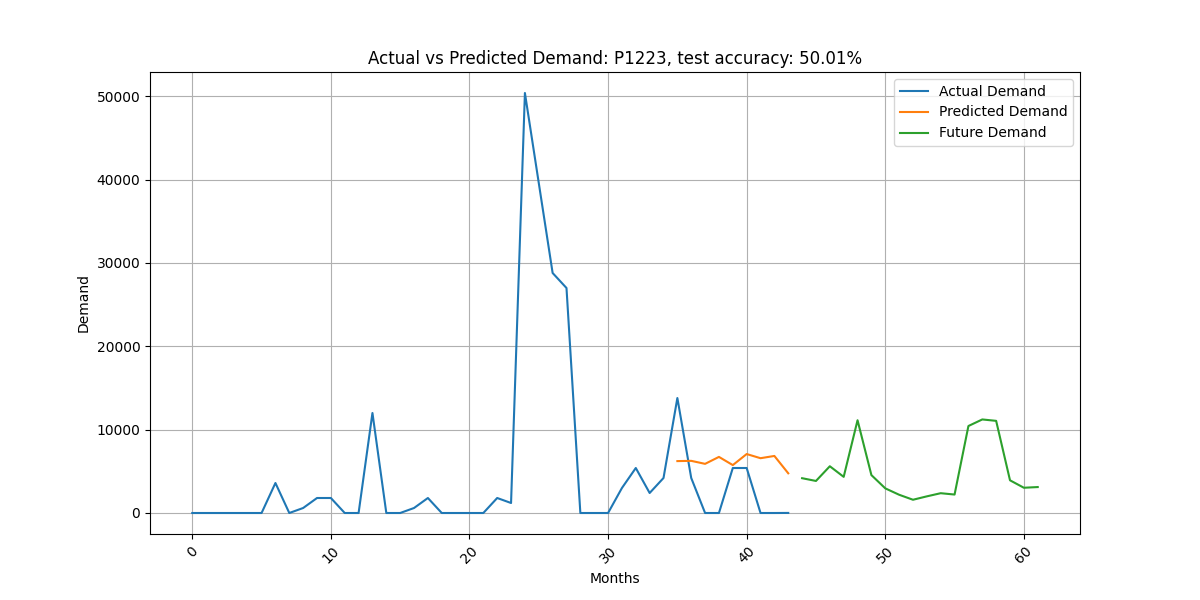 Actual vs Predicted Demand: P1223, test accuracy: 50.01%
Actual Demand
Predicted Demand
Future Demand
50000
40000
30000
20000
10000
0
Demand
0 10 20 30 40 50 60
Months